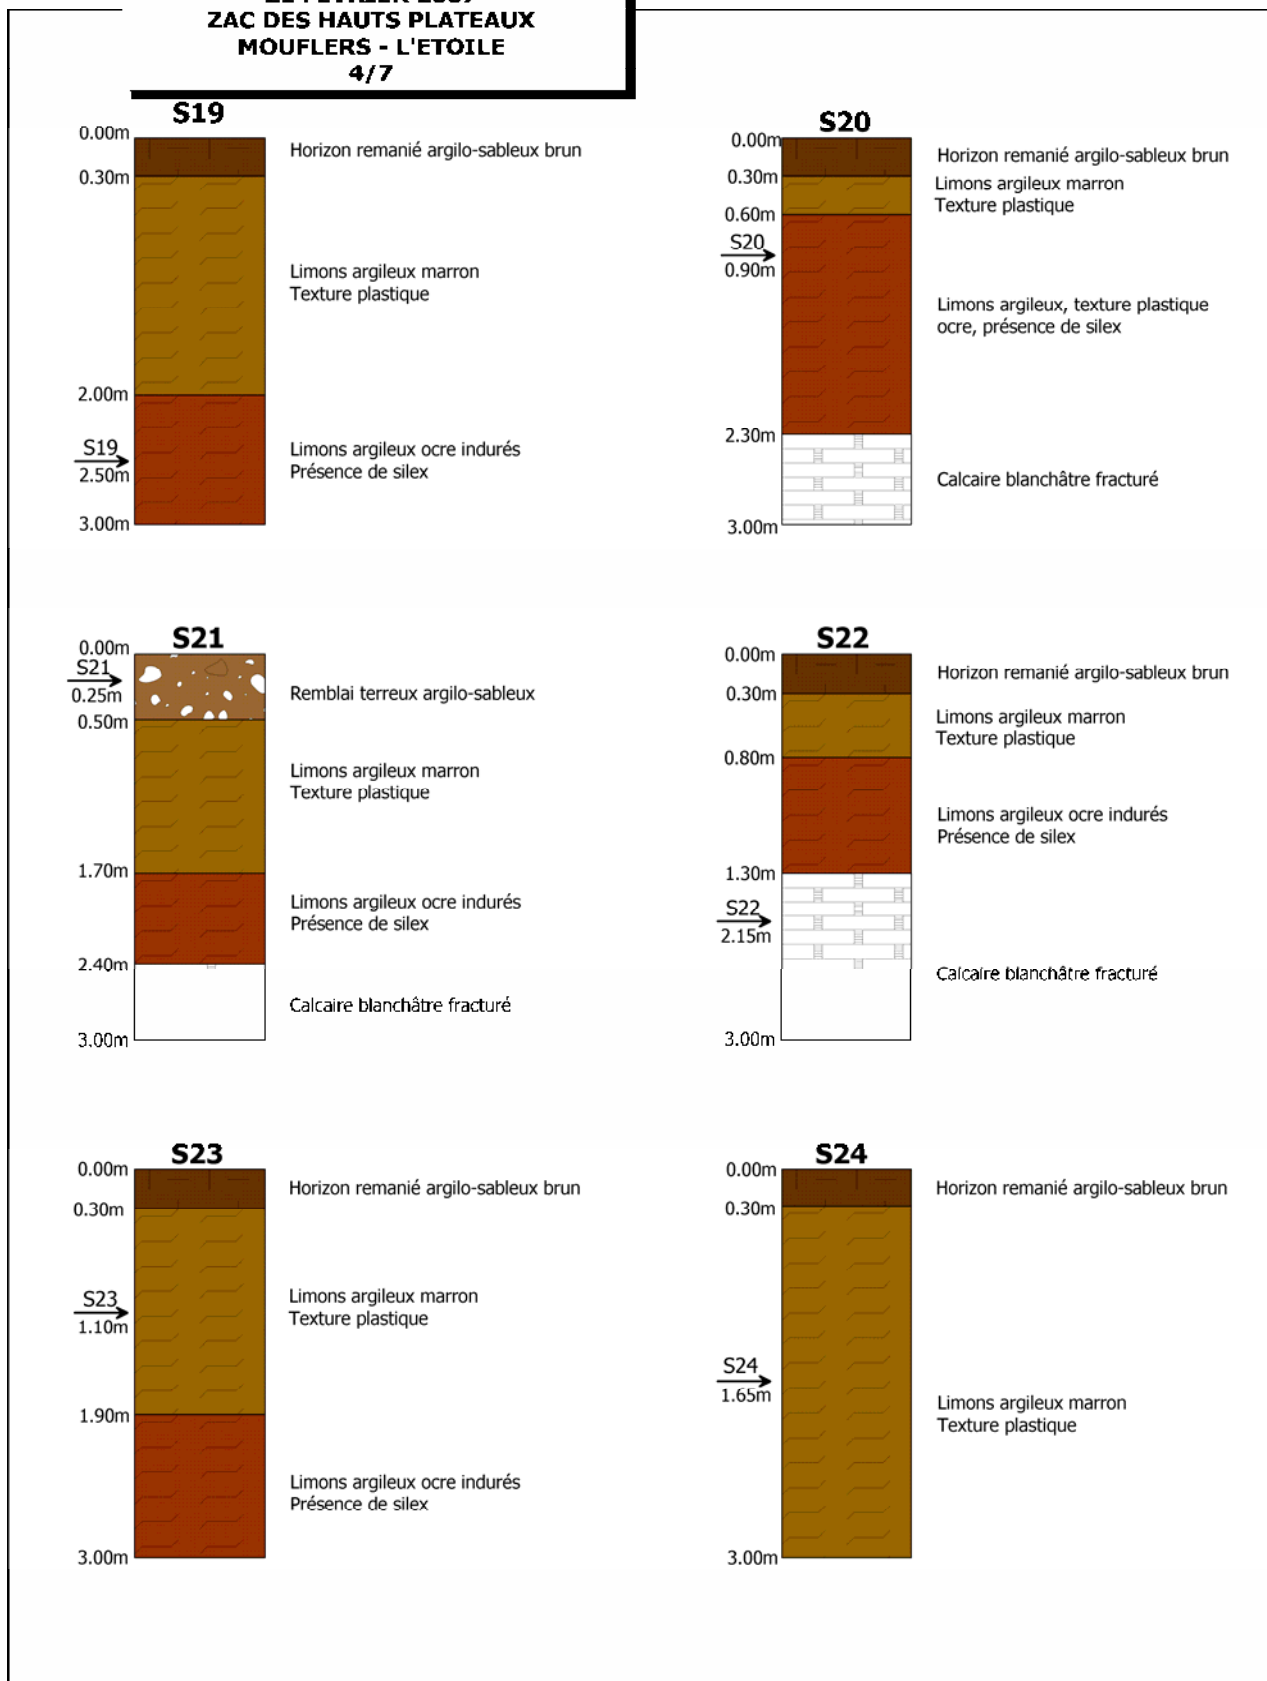 ZAC DES HAUTS PLATEAUX
MOUFLERS - L'ETOILE
4/7
S19
0.00m
Horizon remanié argilo-sableux brun
0.30m
Limons argileux marron
Texture plastique
2.00m
S19
2.50m
Limons argileux ocre indurés
Présence de silex
3.00m
S20
0.00m
Horizon remanié argilo-sableux brun
0.30m
Limons argileux marron
Texture plastique
0.60m
S20
0.90m
Limons argileux, texture plastique
ocre, présence de silex
2.30m
Calcaire blanchâtre fracturé
3.00m
S21
0.00m
S21
0.25m
Remblai terreux argilo-sableux
0.50m
Limons argileux marron
Texture plastique
1.70m
Limons argileux ocre indurés
Présence de silex
2.40m
Calcaire blanchâtre fracturé
3.00m
S22
0.00m
Horizon remanié argilo-sableux brun
0.30m
Limons argileux marron
Texture plastique
0.80m
Limons argileux ocre indurés
Présence de silex
1.30m
S22
2.15m
Calcaire blanchâtre fracturé
3.00m
S23
0.00m
Horizon remanié argilo-sableux brun
0.30m
Limons argileux marron
Texture plastique
S23
1.10m
1.90m
Limons argileux ocre indurés
Présence de silex
3.00m
S24
0.00m
Horizon remanié argilo-sableux brun
0.30m
S24
1.65m
Limons argileux marron
Texture plastique
3.00m